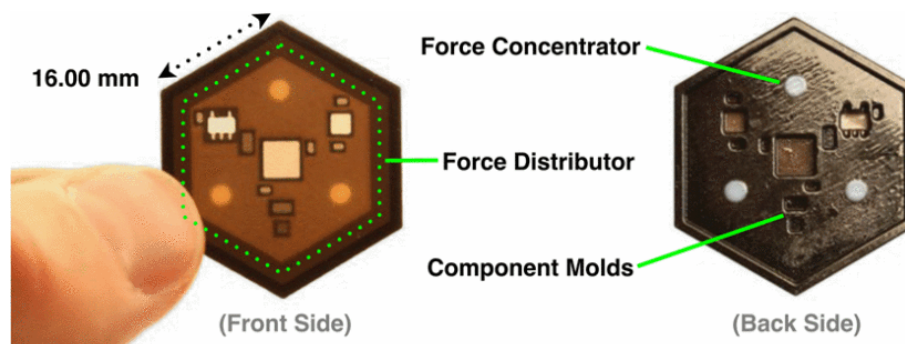 Force Concentrator
16.00 mm
Force Distributor
Component Molds
(Front Side)
(Back Side)